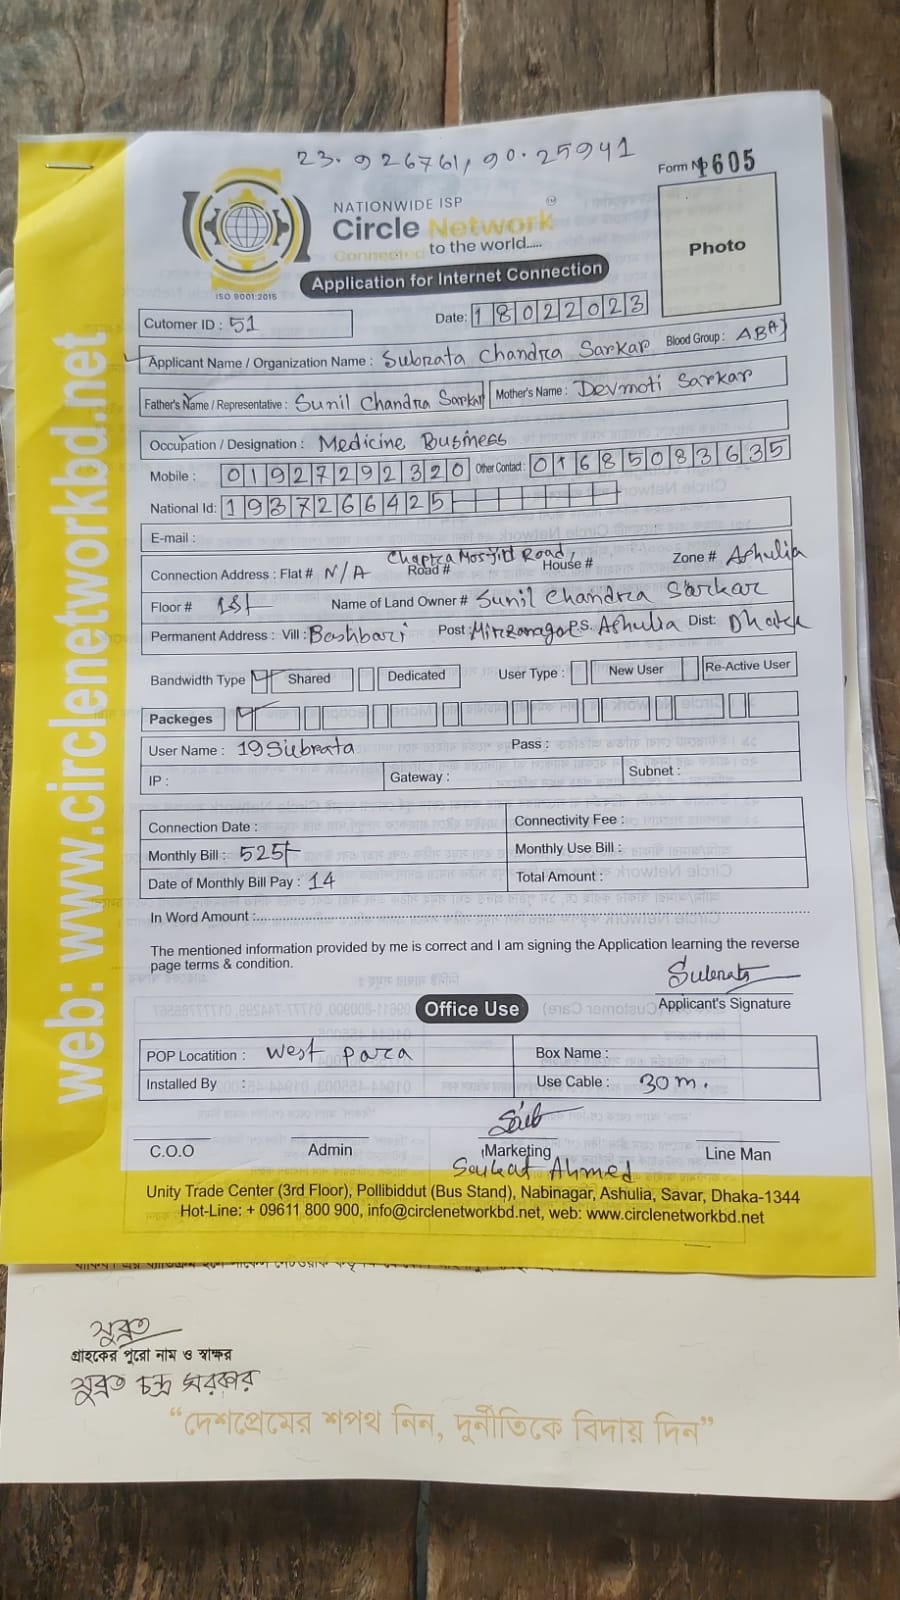 23.926761, 90.25941
Form No 1605
NATIONWIDE ISP
Circle Network
Connected to the world.....
ISO 9001:2015
Application for Internet Connection
Photo
Cutomer ID : 51
Date: 18022023
Applicant Name / Organization Name : Subrata Chandra Sarkar Blood Group :
Father's Name / Representative : Sunil Chandra Sarkar Mother's Name : Devmoti Sarkar
Occupation / Designation : Medicine Business
Mobile : 01927292320 Other Contact : 01685083635
National Id: 1937266425
E-mail :
Connection Address : Flat # N/A Road # Chapra Mosjid Road House # Zone # Ashulia
Floor # 1st Name of Land Owner # Sunil Chandra Sarkar
Permanent Address : Vill : Bashbari Post : Mirzanagar P.S. Ashulia Dist: Dhaka
Bandwidth Type Shared Dedicated User Type : New User Re-Active User
Packeges
User Name : 19Subrata Pass :
IP : Gateway : Subnet :
Connection Date : Connectivity Fee :
Monthly Bill : 525/- Monthly Use Bill :
Date of Monthly Bill Pay : 14 Total Amount :
In Word Amount :
The mentioned information provided by me is correct and I am signing the Application learning the reverse
page terms & condition.
Subrata
Applicant's Signature
Office Use
POP Locatition : West para Box Name :
Installed By : Use Cable : 30m.
C.O.O Admin Marketing Line Man
Saykat Ahmed
Unity Trade Center (3rd Floor), Pollibiddut (Bus Stand), Nabinagar, Ashulia, Savar, Dhaka-1344
Hot-Line: + 09611 800 900, info@circlenetworkbd.net, web: www.circlenetworkbd.net
web: www.circlenetworkbd.net
সুব্রত
গ্রাহকের পুরো নাম ও স্বাক্ষর
সুব্রত চন্দ্র সরকার
“দেশপ্রেমের শপথ নিন, দুর্নীতিকে বিদায় দিন”